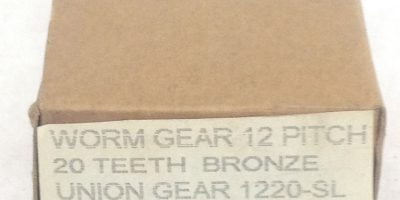 WORM GEAR 12 PITCH
20 TEETH BRONZE
UNION GEAR 1220-SL